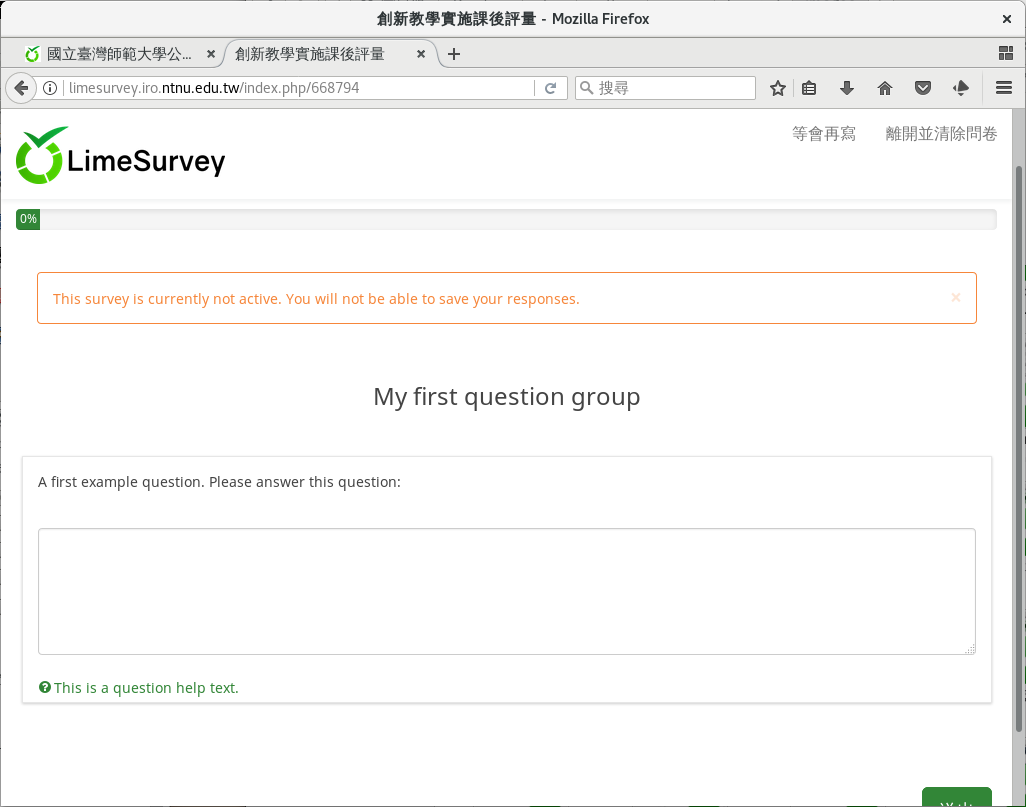 創新教學實施課後評量 - Mozilla Firefox
國立臺灣師範大學公...
創新教學實施課後評量
limesurvey.iro.ntnu.edu.tw/index.php/668794
搜尋
等會再寫 離開並清除問卷
LimeSurvey
0%
This survey is currently not active. You will not be able to save your responses.
My first question group
A first example question. Please answer this question:
This is a question help text.